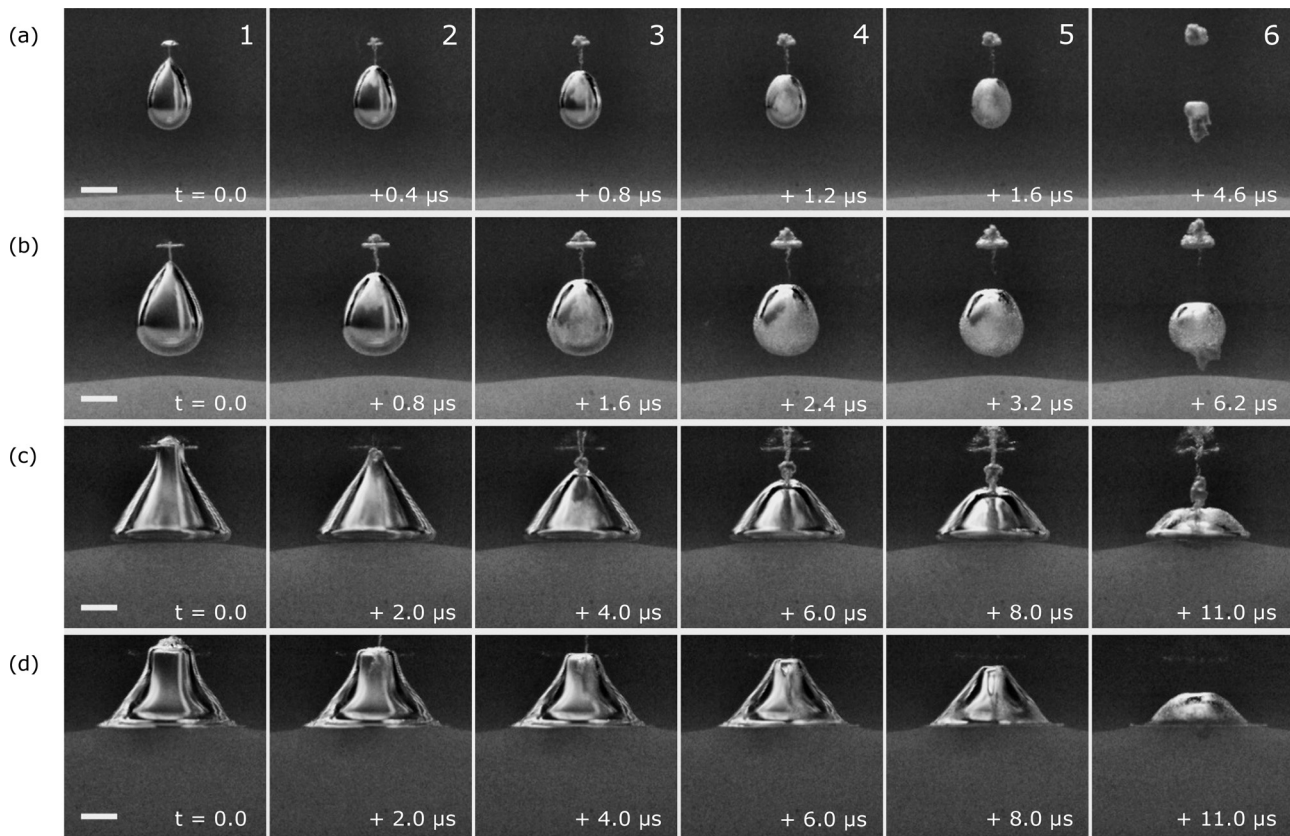 (a) 1 2 3 4 5 6
t = 0.0 +0.4 µs + 0.8 µs + 1.2 µs + 1.6 µs + 4.6 µs
(b)
t = 0.0 + 0.8 µs + 1.6 µs + 2.4 µs + 3.2 µs + 6.2 µs
(c)
t = 0.0 + 2.0 µs + 4.0 µs + 6.0 µs + 8.0 µs + 11.0 µs
(d)
t = 0.0 + 2.0 µs + 4.0 µs + 6.0 µs + 8.0 µs + 11.0 µs